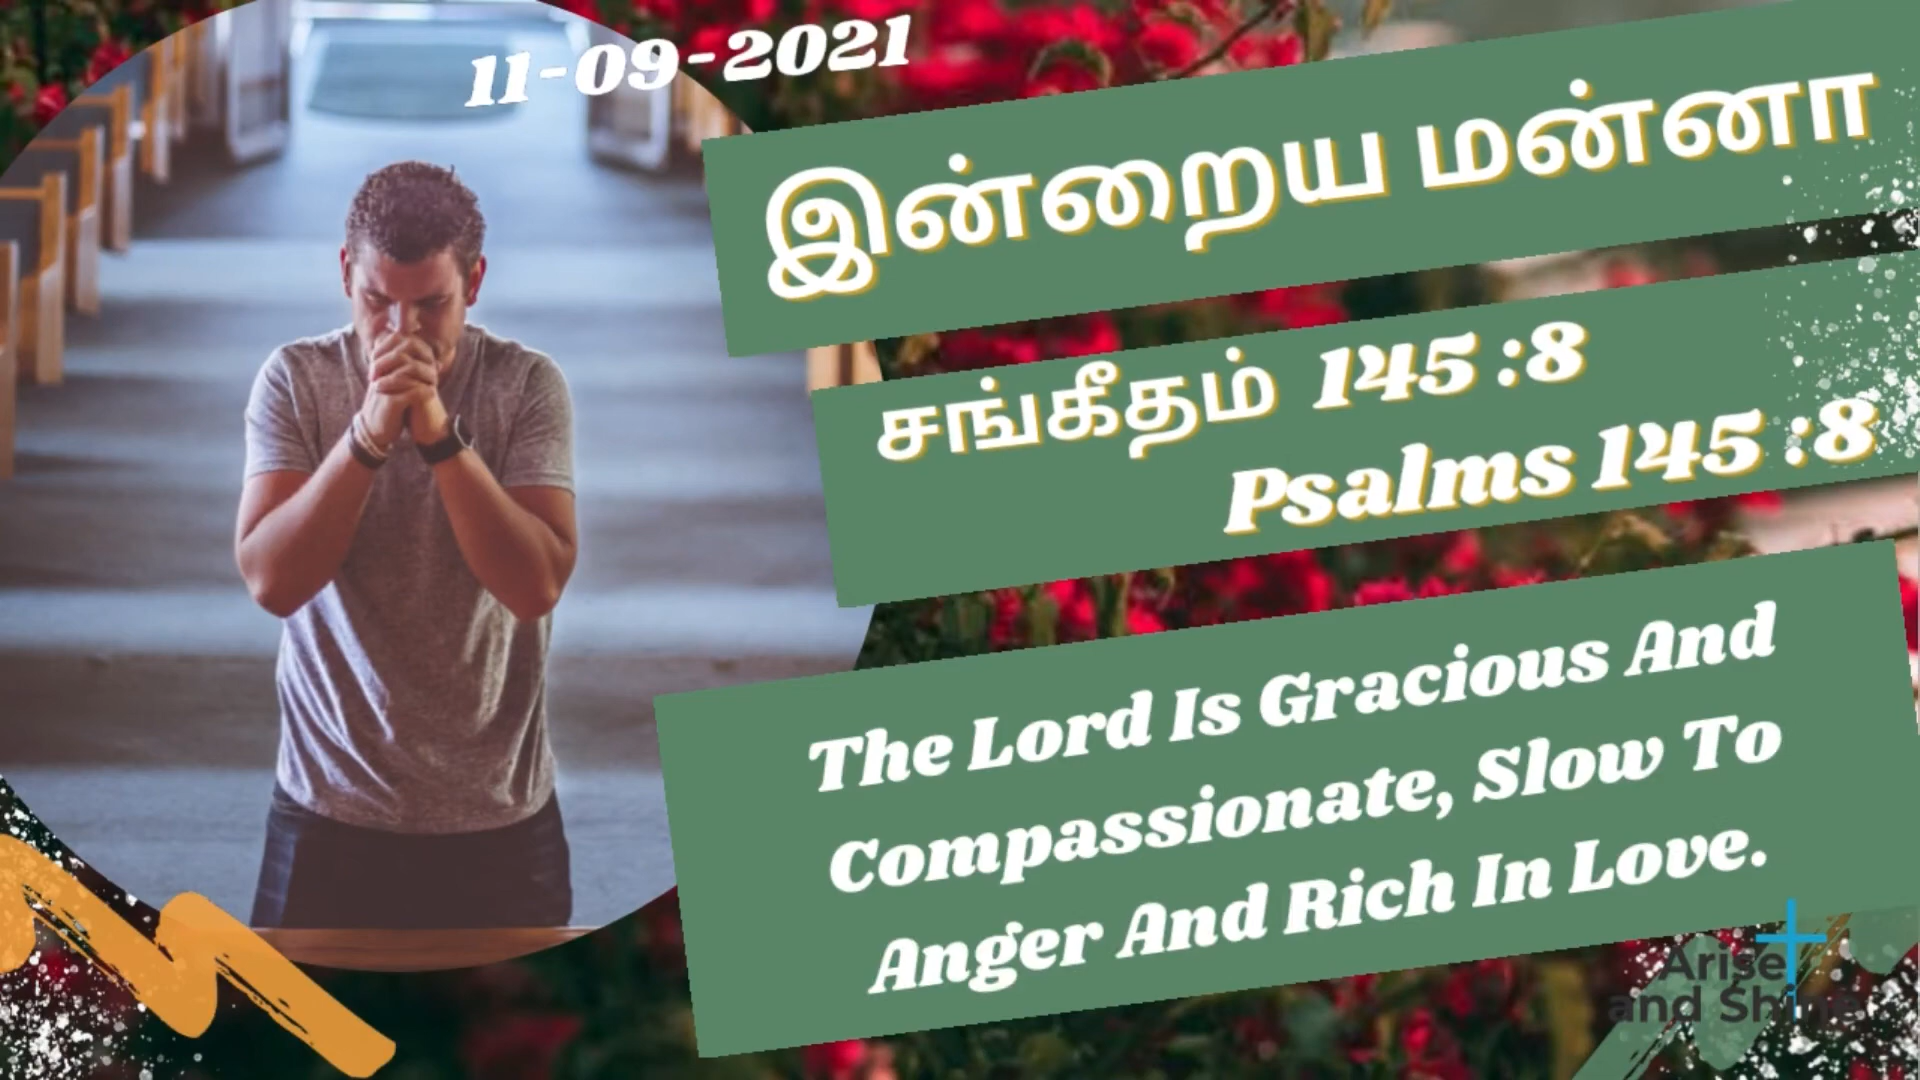 11-09-2021
இன்றைய மன்னா
சங்கீதம் 145 :8
Psalms 145 :8
The Lord Is Gracious And
Compassionate, Slow To
Anger And Rich In Love.
Arise
and Shine